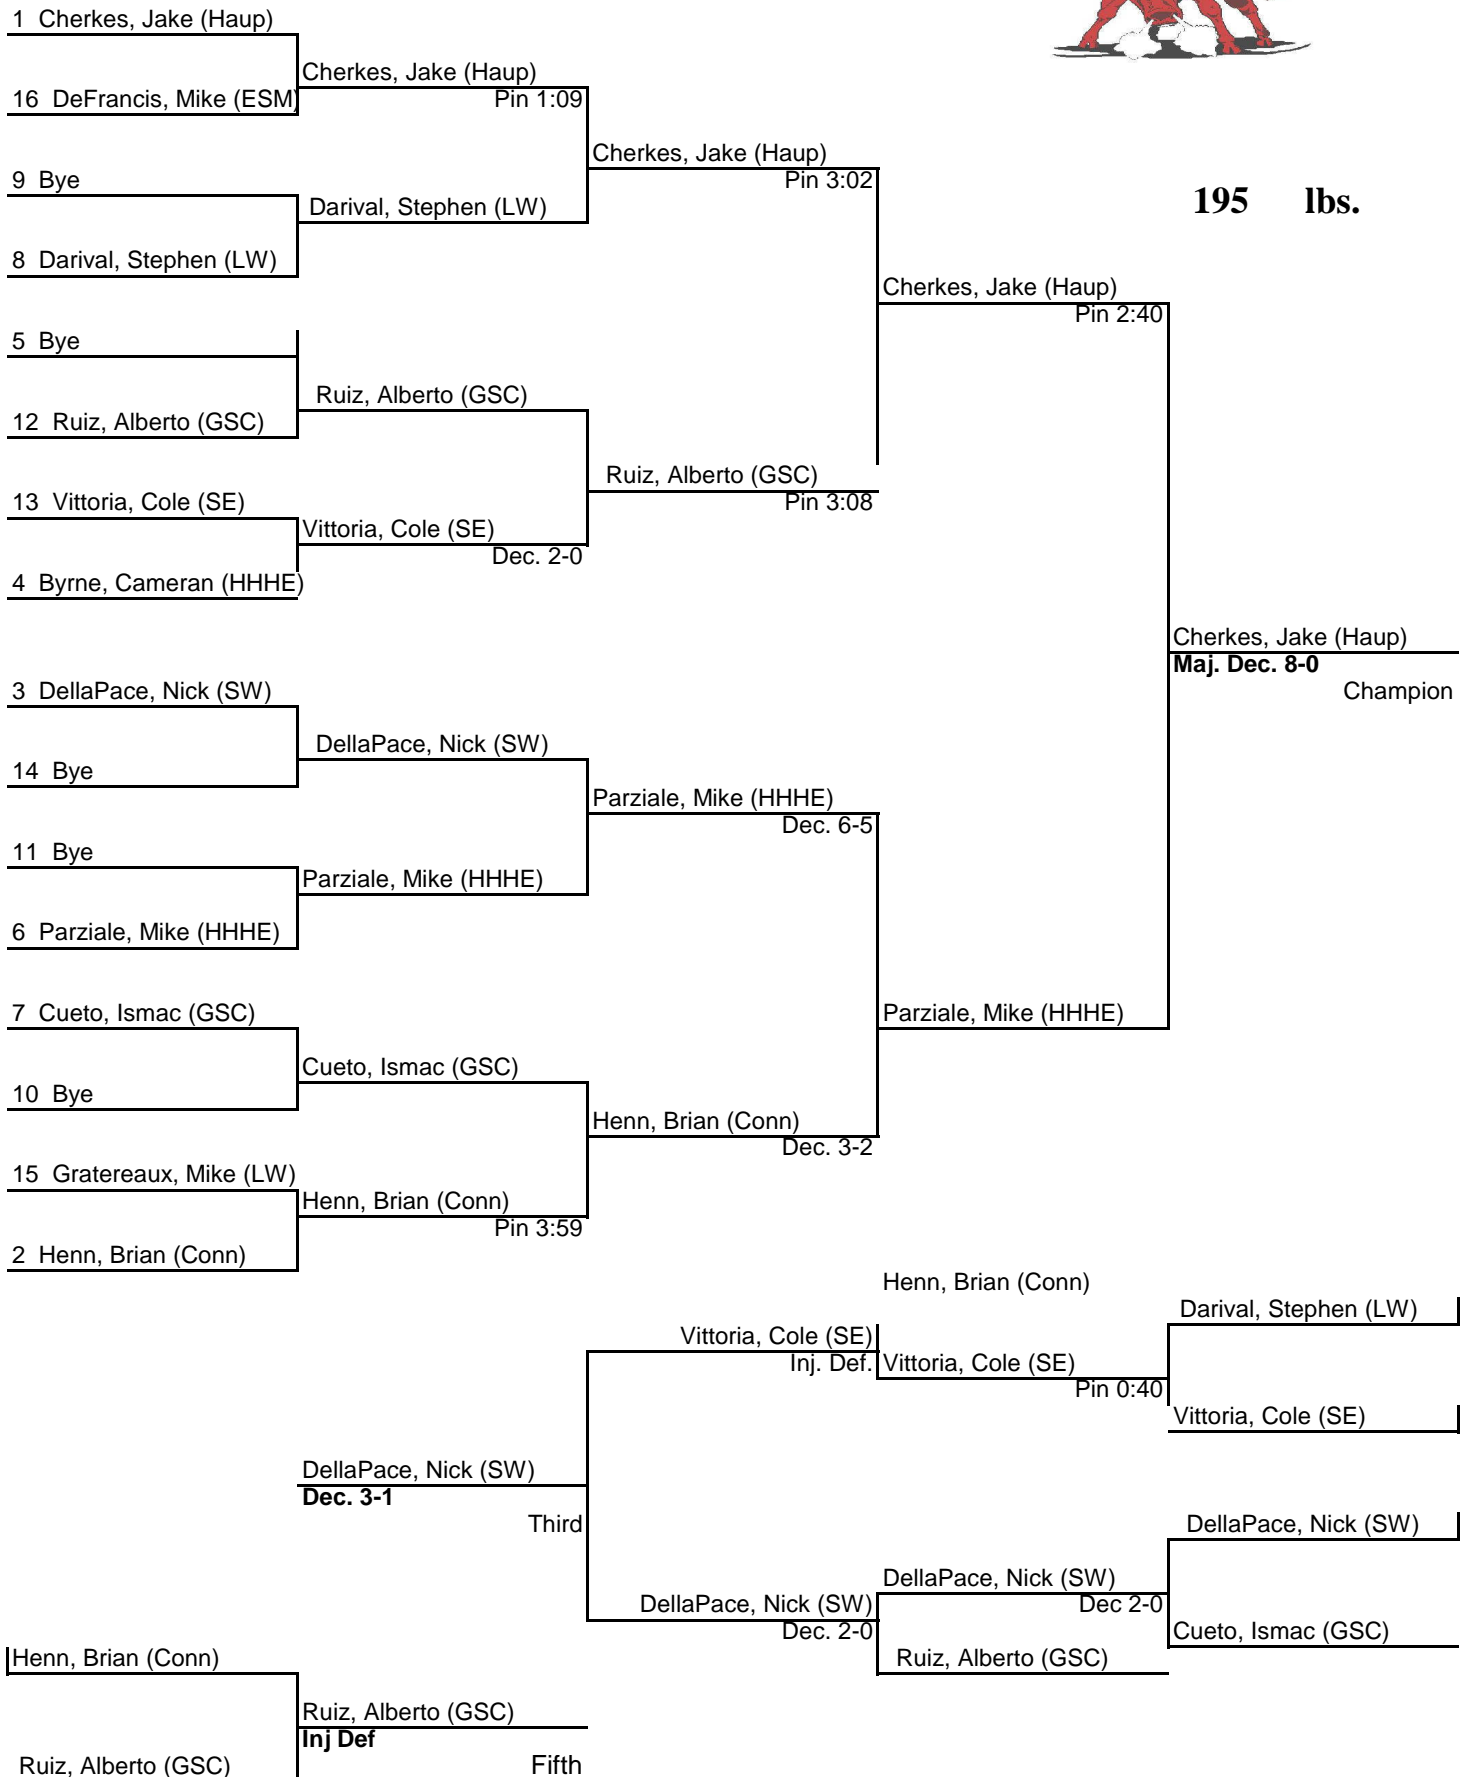 1 Cherkes, Jake (Haup)
Cherkes, Jake (Haup)
16 DeFrancis, Mike (ESM)
Pin 1:09
Cherkes, Jake (Haup)
9 Bye
Pin 3:02
195 lbs.
Darival, Stephen (LW)
8 Darival, Stephen (LW)
Cherkes, Jake (Haup)
Pin 2:40
5 Bye
Ruiz, Alberto (GSC)
12 Ruiz, Alberto (GSC)
Ruiz, Alberto (GSC)
13 Vittoria, Cole (SE)
Pin 3:08
Vittoria, Cole (SE)
Dec. 2-0
4 Byrne, Cameran (HHHE)
Cherkes, Jake (Haup)
Maj. Dec. 8-0
3 DellaPace, Nick (SW)
Champion
DellaPace, Nick (SW)
14 Bye
Parziale, Mike (HHHE)
Dec. 6-5
11 Bye
Parziale, Mike (HHHE)
6 Parziale, Mike (HHHE)
7 Cueto, Ismac (GSC)
Parziale, Mike (HHHE)
Cueto, Ismac (GSC)
10 Bye
Henn, Brian (Conn)
Dec. 3-2
15 Gratereaux, Mike (LW)
Henn, Brian (Conn)
Pin 3:59
2 Henn, Brian (Conn)
Henn, Brian (Conn)
Darival, Stephen (LW)
Vittoria, Cole (SE)
Inj. Def.
Vittoria, Cole (SE)
Pin 0:40
Vittoria, Cole (SE)
DellaPace, Nick (SW)
Dec. 3-1
Third
DellaPace, Nick (SW)
DellaPace, Nick (SW)
DellaPace, Nick (SW)
Dec 2-0
Dec. 2-0
Cueto, Ismac (GSC)
Henn, Brian (Conn)
Ruiz, Alberto (GSC)
Ruiz, Alberto (GSC)
Inj Def
Ruiz, Alberto (GSC)
Fifth